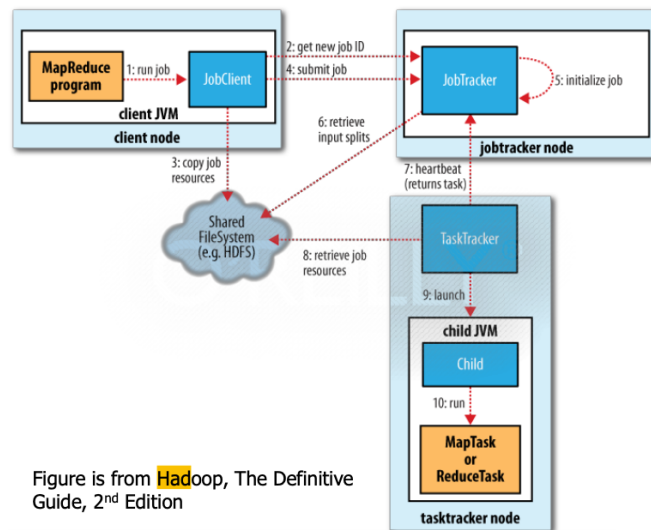 MapReduce
program
1: run job
JobClient
client JVM
client node
2: get new job ID
4: submit job
JobTracker
5: initialize job
jobtracker node
3: copy job
resources
6: retrieve
input splits
7: heartbeat
(returns task)
Shared
FileSystem
(e.g. HDFS)
8: retrieve job
resources
TaskTracker
9: launch
child JVM
Child
10: run
MapTask
or
ReduceTask
tasktracker node
Figure is from Hadoop, The Definitive
Guide, 2nd Edition
O'REILLY